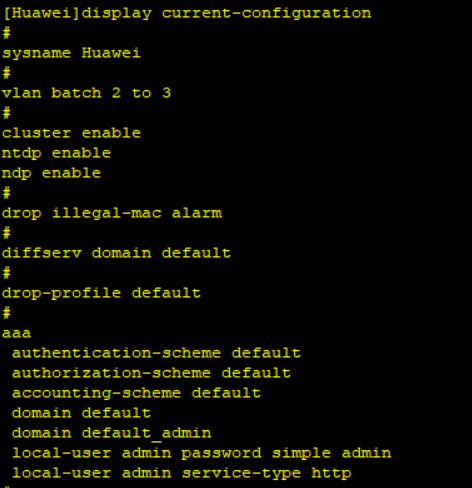 [Huawei]display current-configuration
#
sysname Huawei
#
vlan batch 2 to 3
#
cluster enable
ntdp enable
ndp enable
#
drop illegal-mac alarm
#
diffserv domain default
#
drop-profile default
#
aaa
 authentication-scheme default
 authorization-scheme default
 accounting-scheme default
 domain default
 domain default_admin
 local-user admin password simple admin
 local-user admin service-type http
#